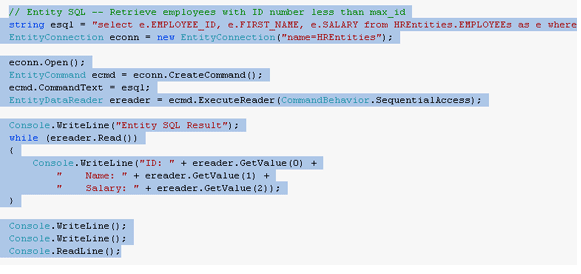 // Entity SQL -- Retrieve employees with ID number less than max_id
string esql = "select e.EMPLOYEE_ID, e.FIRST_NAME, e.SALARY from HREntities.EMPLOYEEs as e where
EntityConnection econn = new EntityConnection("name=HREntities");
econn.Open();
EntityCommand ecmd = econn.CreateCommand();
ecmd.CommandText = esql;
EntityDataReader ereader = ecmd.ExecuteReader(CommandBehavior.SequentialAccess);
Console.WriteLine("Entity SQL Result");
while (ereader.Read())
{
Console.WriteLine("ID: " + ereader.GetValue(0) +
"    Name: " + ereader.GetValue(1) +
"    Salary: " + ereader.GetValue(2));
}
Console.WriteLine();
Console.WriteLine();
Console.ReadLine();